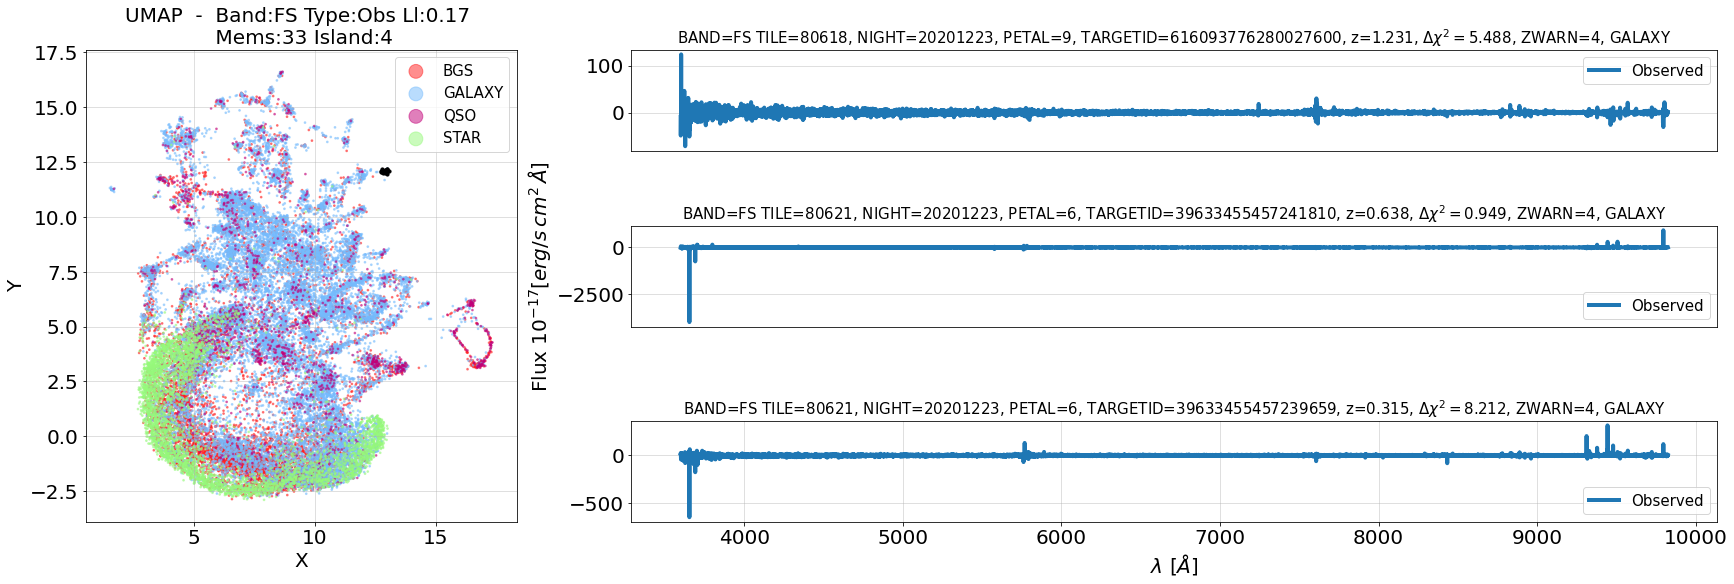 UMAP - Band:FS Type:Obs Ll:0.17
Mems:33 Island:4
17.5
15.0
12.5
10.0
7.5
5.0
2.5
0.0
−2.5
Y
5
10
15
X
BGS
GALAXY
QSO
STAR
Flux 10⁻¹⁷[erg/s cm² Å]
BAND=FS TILE=80618, NIGHT=20201223, PETAL=9, TARGETID=616093776280027600, z=1.231, Δχ² = 5.488, ZWARN=4, GALAXY
100
0
Observed
BAND=FS TILE=80621, NIGHT=20201223, PETAL=6, TARGETID=39633455457241810, z=0.638, Δχ² = 0.949, ZWARN=4, GALAXY
0
−2500
Observed
BAND=FS TILE=80621, NIGHT=20201223, PETAL=6, TARGETID=39633455457239659, z=0.315, Δχ² = 8.212, ZWARN=4, GALAXY
0
−500
Observed
4000
5000
6000
7000
8000
9000
10000
λ [Å]